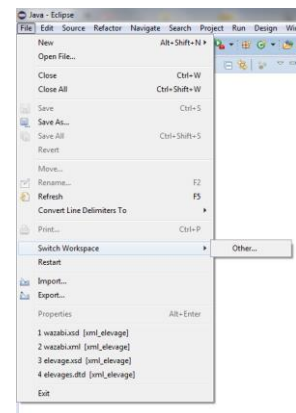 Java - Eclipse
File Edit Source Refactor Navigate Search Project Run Design Win
New Alt+Shift+N
Open File...
Close Ctrl+W
Close All Ctrl+Shift+W
Save Ctrl+S
Save As...
Save All Ctrl+Shift+S
Revert
Move...
Rename... F2
Refresh F5
Convert Line Delimiters To
Print... Ctrl+P
Switch Workspace Other...
Restart
Import...
Export...
Properties Alt+Enter
1 wazabi.xsd [xml_elevage]
2 wazabi.xml [xml_elevage]
3 elevage.xsd [xml_elevage]
4 elevages.dtd [xml_elevage]
Exit